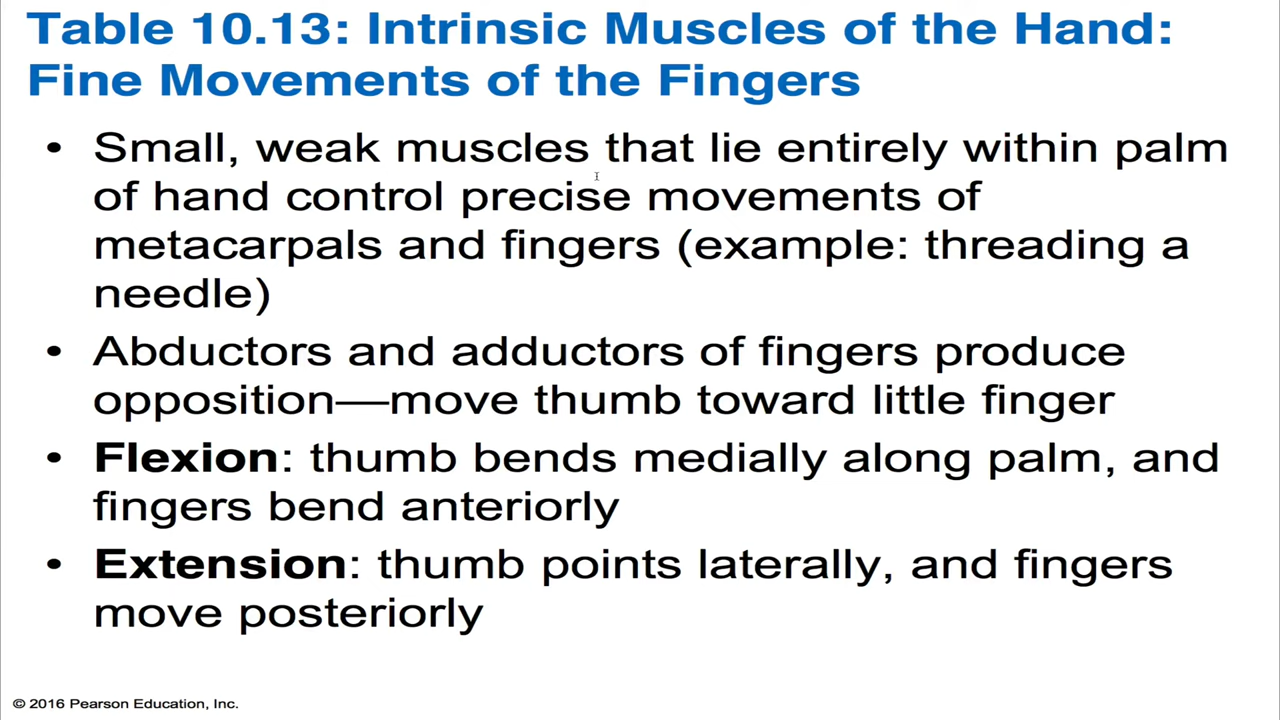 Table 10.13: Intrinsic Muscles of the Hand:
Fine Movements of the Fingers
• Small, weak muscles that lie entirely within palm
of hand control precise movements of
metacarpals and fingers (example: threading a
needle)
• Abductors and adductors of fingers produce
opposition—move thumb toward little finger
• Flexion: thumb bends medially along palm, and
fingers bend anteriorly
• Extension: thumb points laterally, and fingers
move posteriorly
© 2016 Pearson Education, Inc.